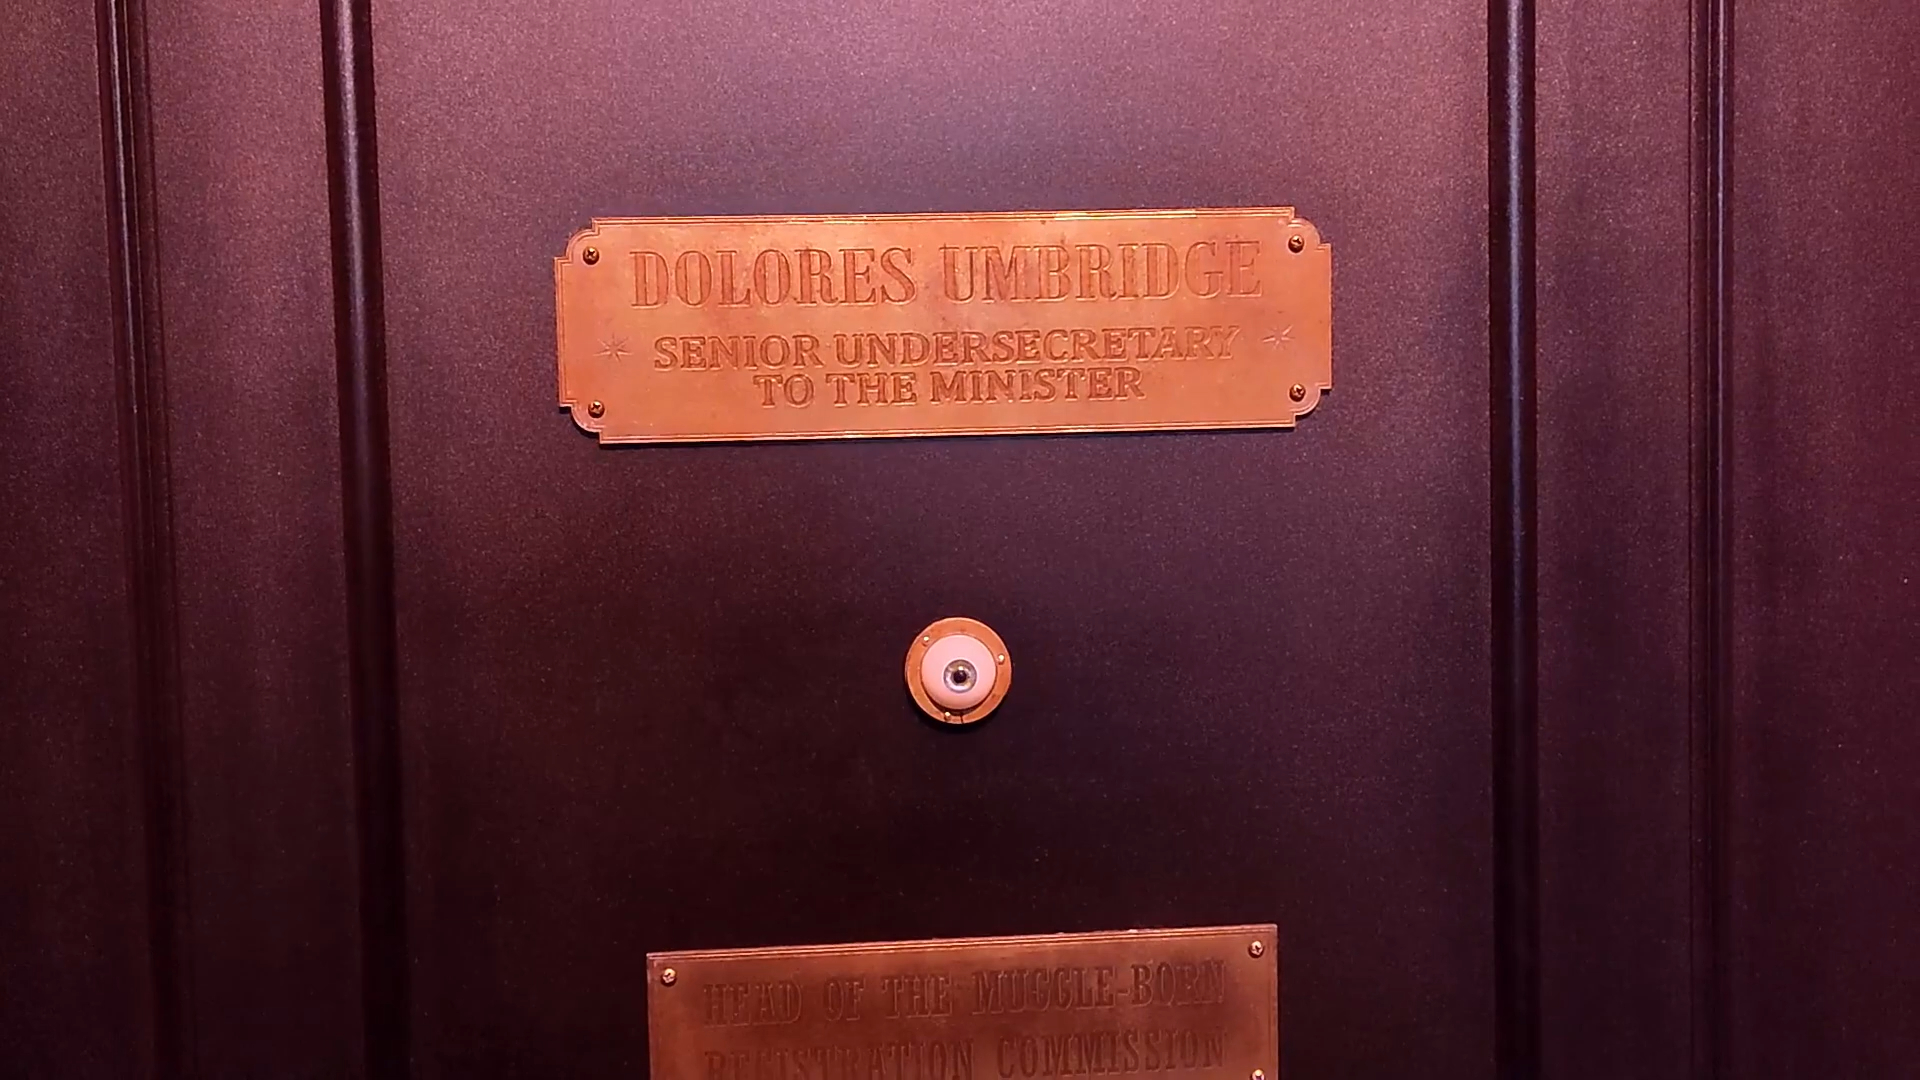 DOLORES UMBRIDGE
SENIOR UNDERSECRETARY
TO THE MINISTER
HEAD OF THE MUGGLE-BORN
REGISTRATION COMMISSION